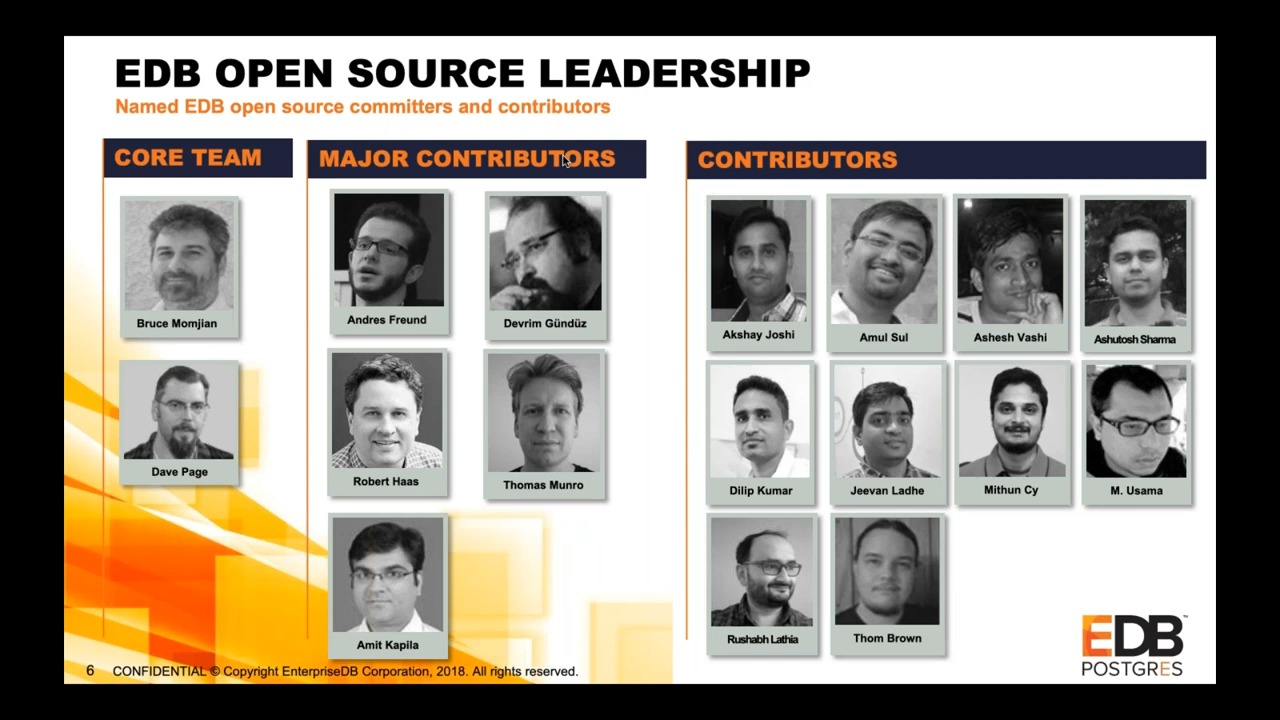 EDB OPEN SOURCE LEADERSHIP
Named EDB open source committers and contributors
CORE TEAM
Bruce Momjian
Dave Page
MAJOR CONTRIBUTORS
Andres Freund
Devrim Gündüz
Robert Haas
Thomas Munro
Amit Kapila
CONTRIBUTORS
Akshay Joshi
Amul Sul
Ashesh Vashi
Ashutosh Sharma
Dilip Kumar
Jeevan Ladhe
Mithun Cy
M. Usama
Rushabh Lathia
Thom Brown
6 CONFIDENTIAL © Copyright EnterpriseDB Corporation, 2018. All rights reserved.
EDB™
POSTGRES